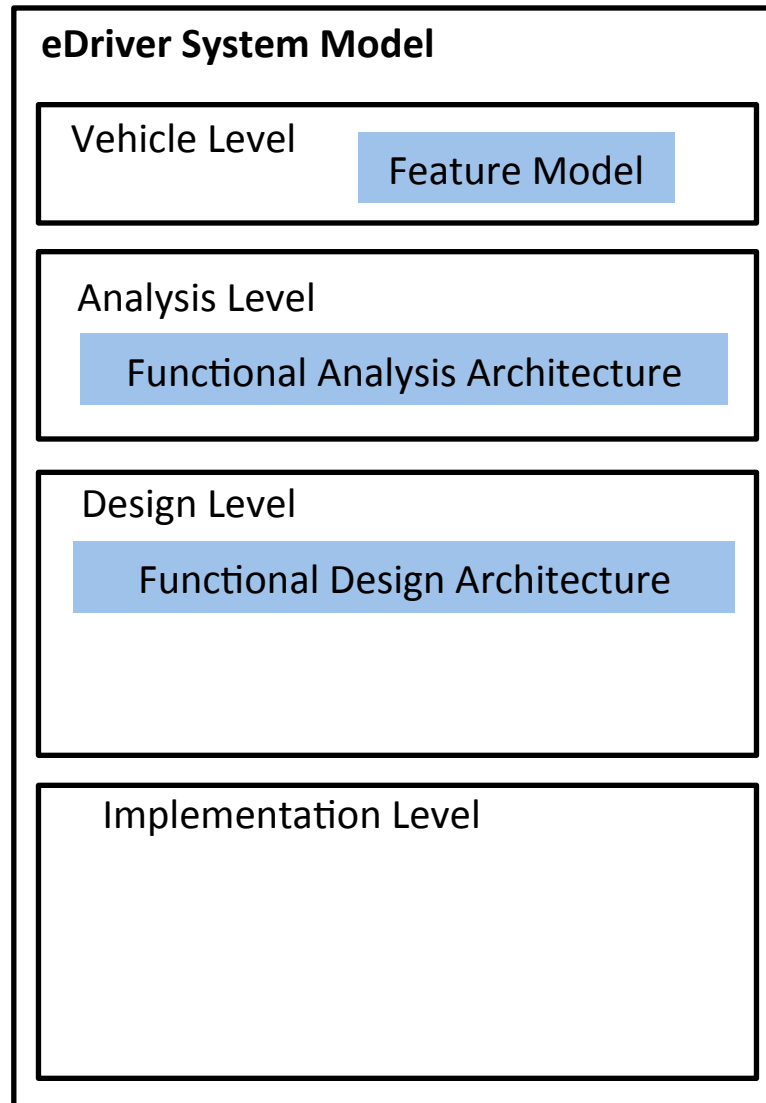 eDriver System Model
Vehicle Level
Feature Model
Analysis Level
Functional Analysis Architecture
Design Level
Functional Design Architecture
Implementation Level